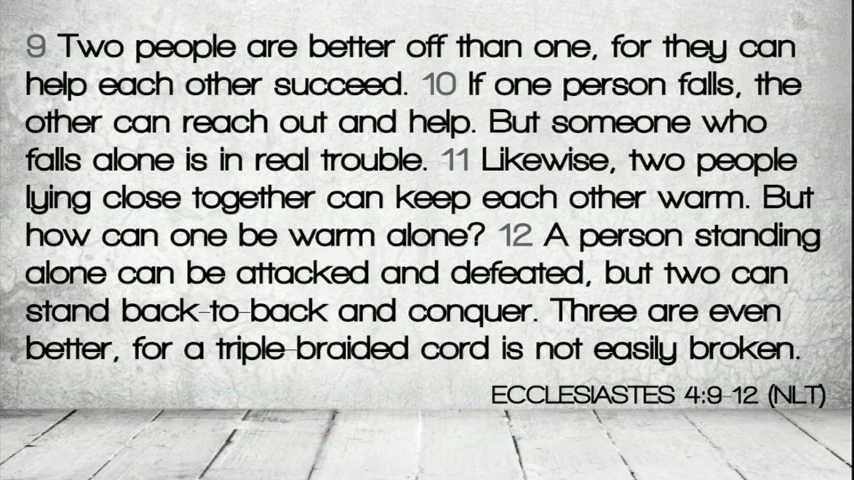 9 Two people are better off than one, for they can
help each other succeed. 10 If one person falls, the
other can reach out and help. But someone who
falls alone is in real trouble. 11 Likewise, two people
lying close together can keep each other warm. But
how can one be warm alone? 12 A person standing
alone can be attacked and defeated, but two can
stand back-to-back and conquer. Three are even
better, for a triple-braided cord is not easily broken.
ECCLESIASTES 4:9-12 (NLT)